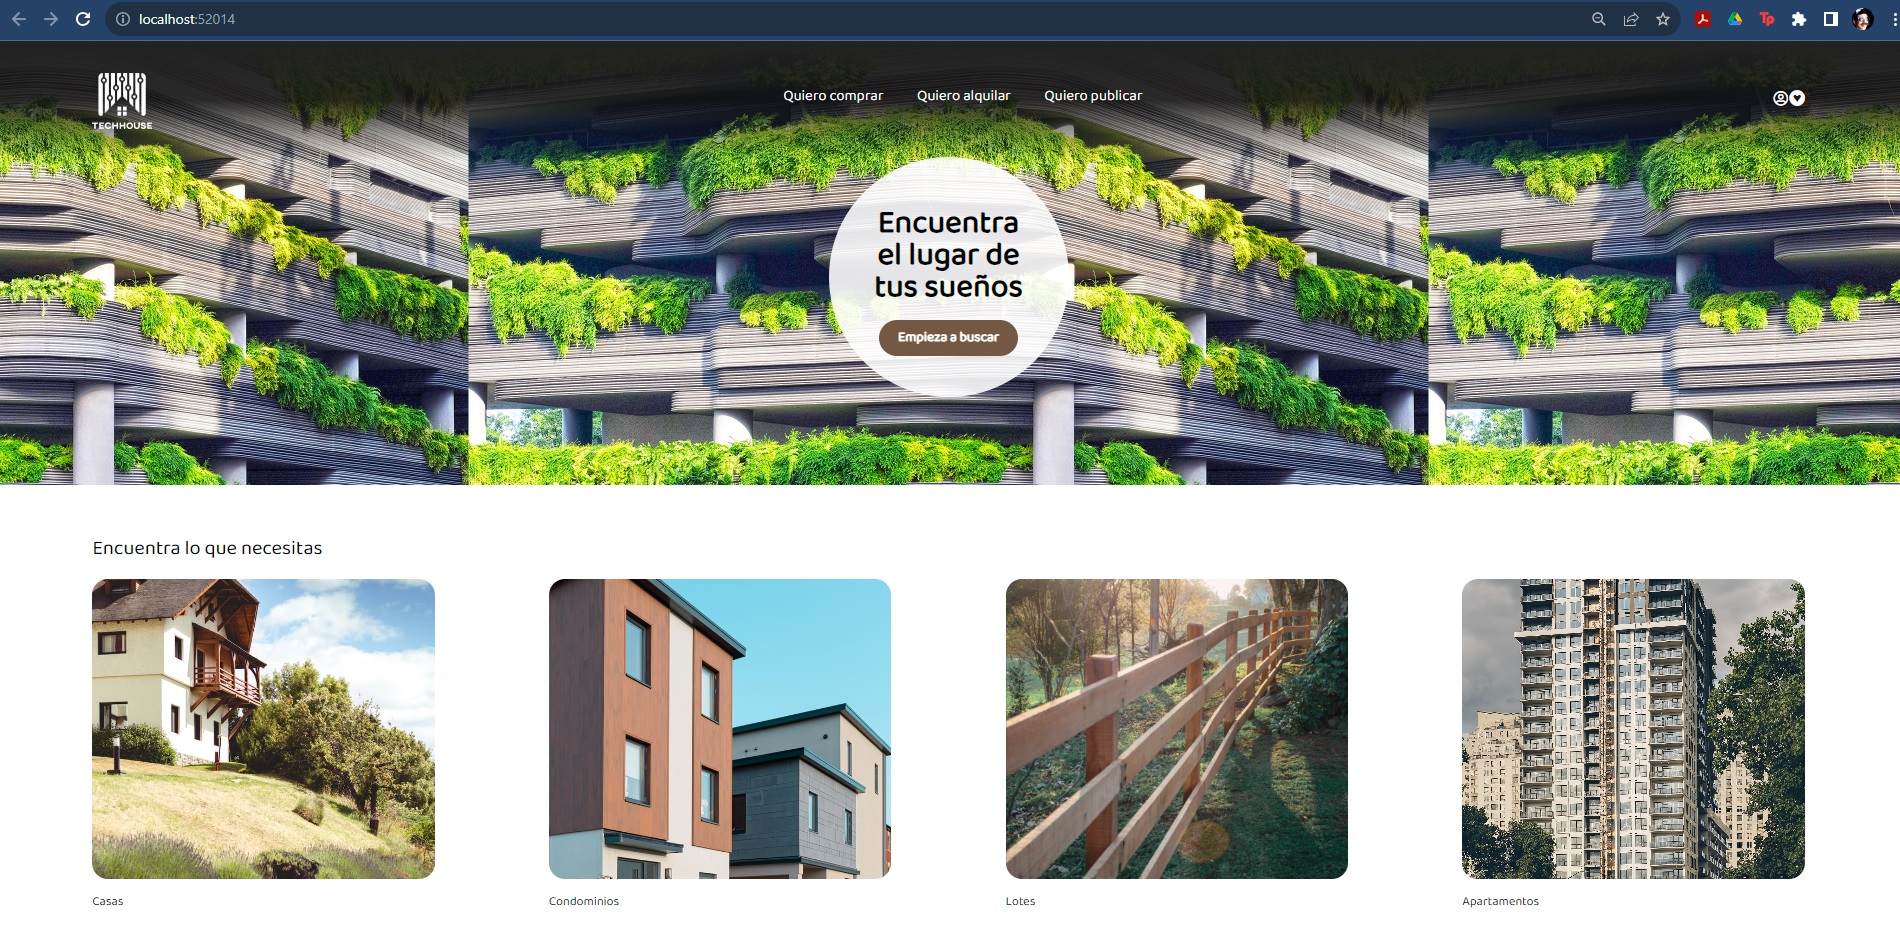 localhost:52014
TECHHOUSE
Quiero comprar
Quiero alquilar
Quiero publicar
Encuentra
el lugar de
tus sueños
Empieza a buscar
Encuentra lo que necesitas
Casas
Condominios
Lotes
Apartamentos